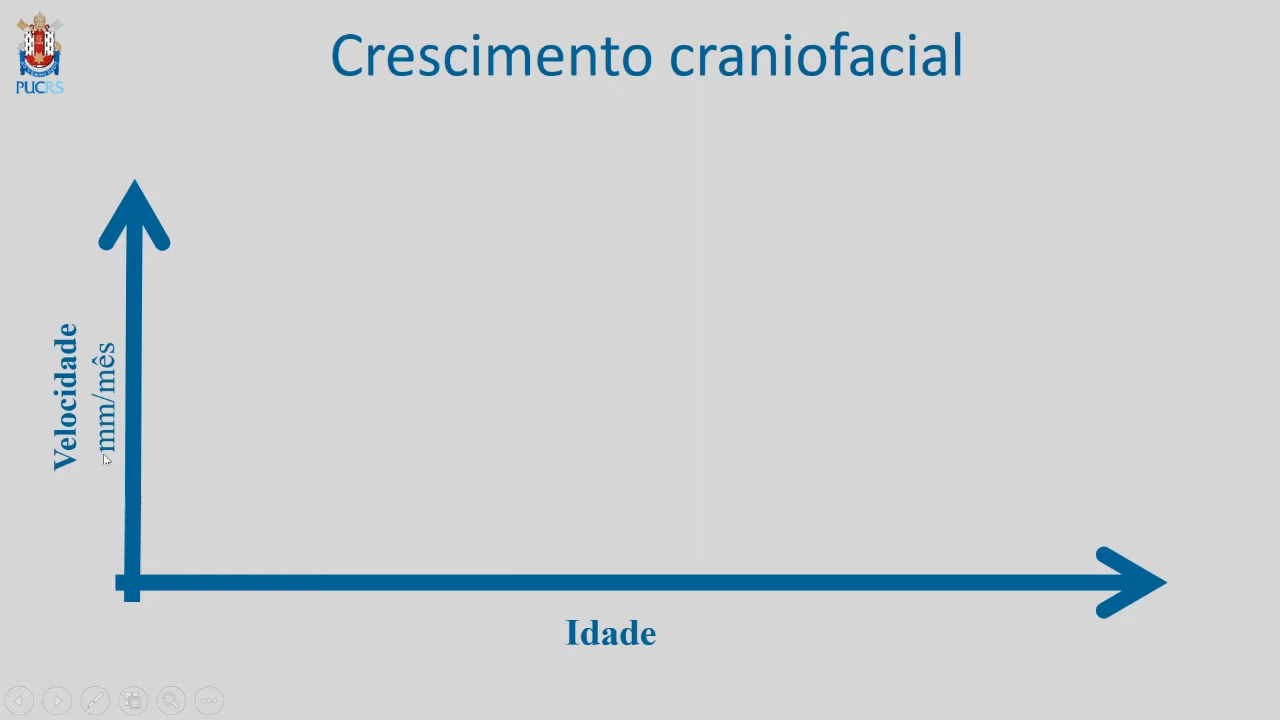 Crescimento craniofacial
PUCRS
Velocidade
mm/mês
Idade